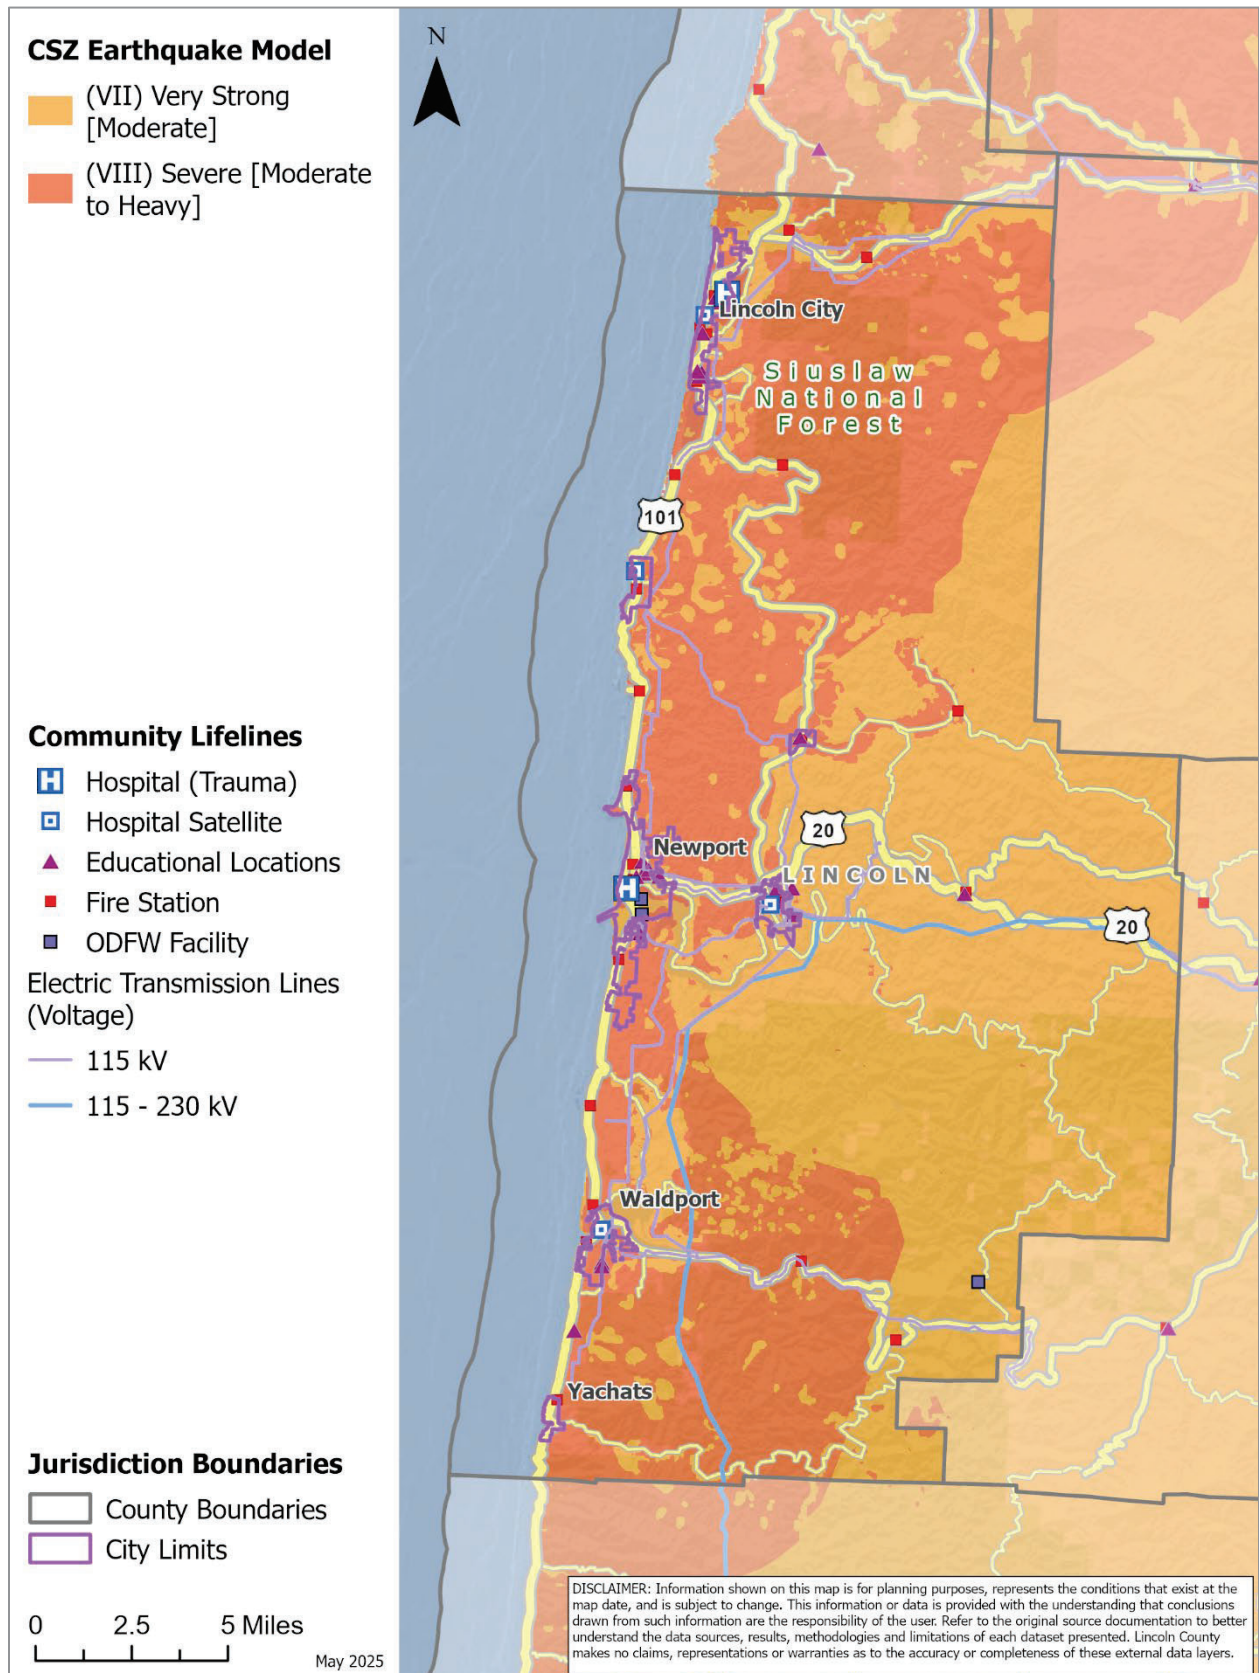 CSZ Earthquake Model
(VII) Very Strong
[Moderate]
(VIII) Severe [Moderate
to Heavy]
Community Lifelines
H
Hospital (Trauma)
Hospital Satellite
Educational Locations
Fire Station
ODFW Facility
Electric Transmission Lines
(Voltage)
115 kV
115 - 230 kV
Jurisdiction Boundaries
County Boundaries
City Limits
0 2.5 5 Miles
May 2025
N
H
Lincoln City
Siuslaw
National
Forest
101
20
Newport
LINCOLN
H
20
Waldport
Yachats
DISCLAIMER: Information shown on this map is for planning purposes, represents the conditions that exist at the
map date, and is subject to change. This information or data is provided with the understanding that conclusions
drawn from such information are the responsibility of the user. Refer to the original source documentation to better
understand the data sources, results, methodologies and limitations of each dataset presented. Lincoln County
makes no claims, representations or warranties as to the accuracy or completeness of these external data layers.